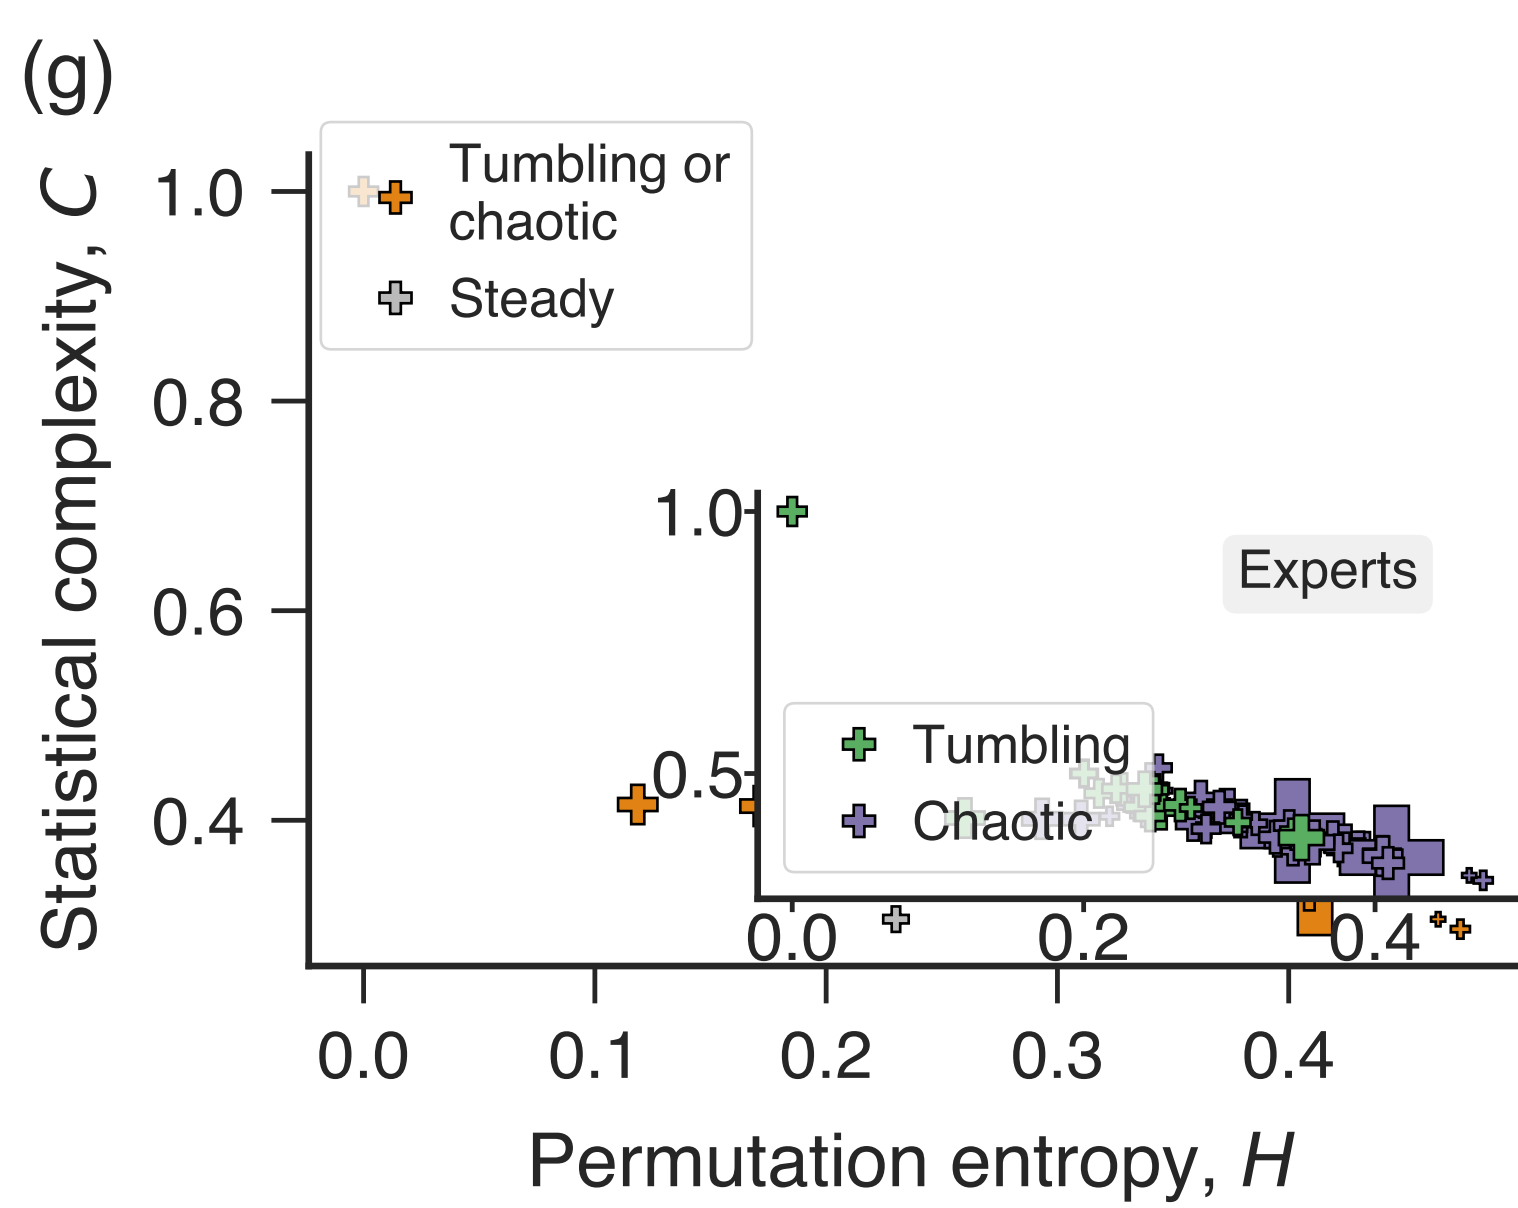 (g)
Statistical complexity, C
1.0
0.8
0.6
0.4
Tumbling or
chaotic
Steady
1.0
0.5
Experts
Tumbling
Chaotic
0.0 0.2 0.4
0.0 0.1 0.2 0.3 0.4
Permutation entropy, H